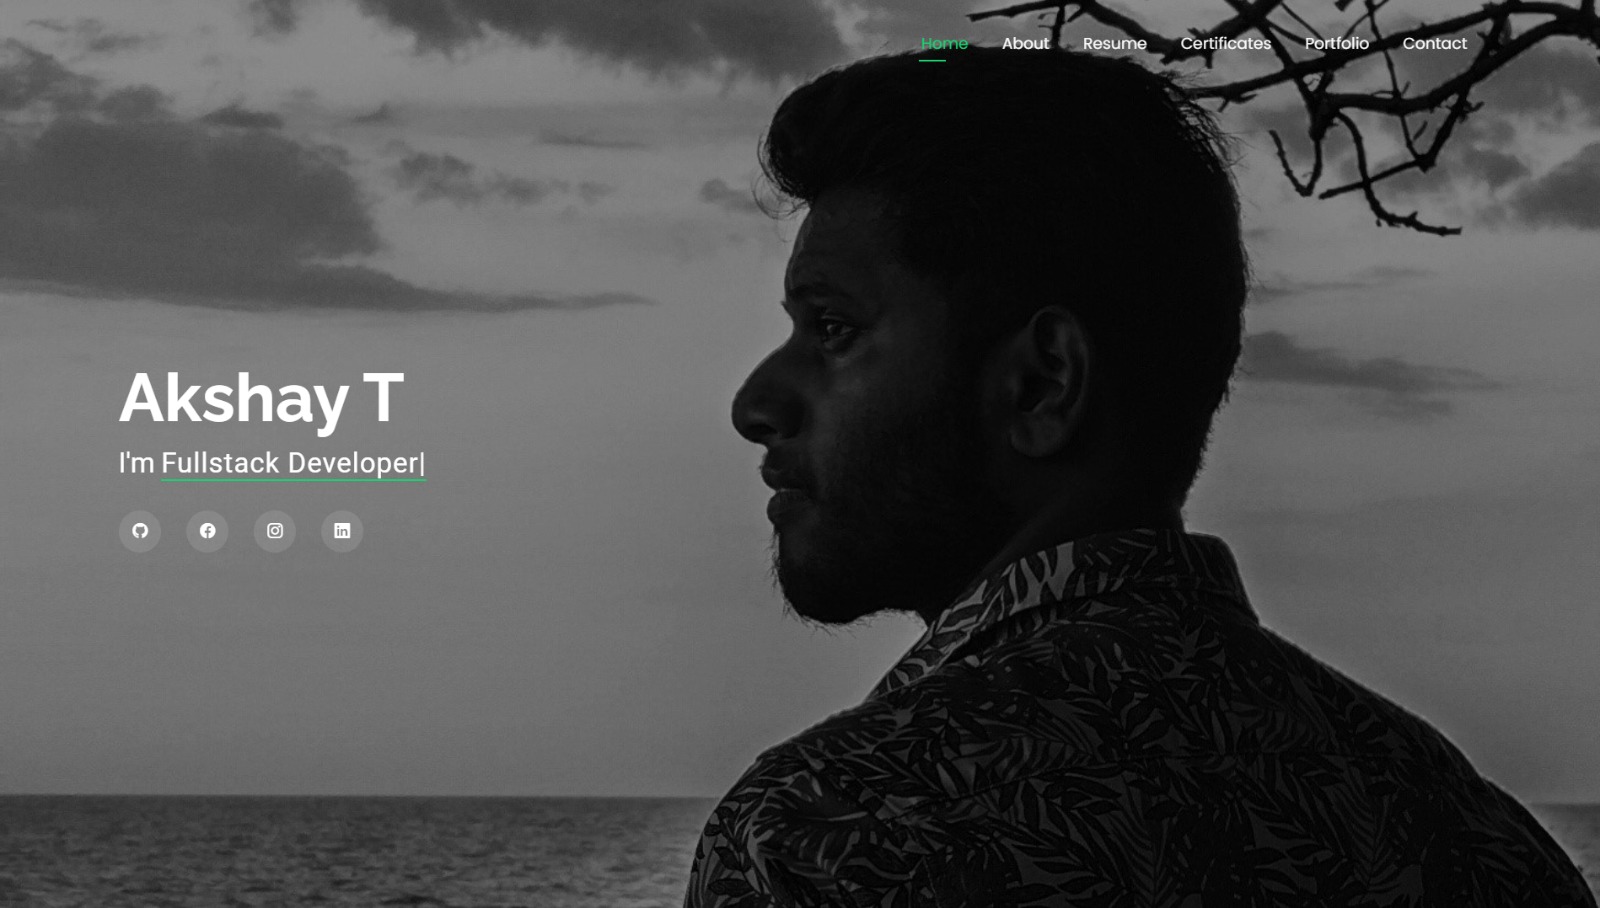 Home About Resume Certificates Portfolio Contact
Akshay T
I'm Fullstack Developer|